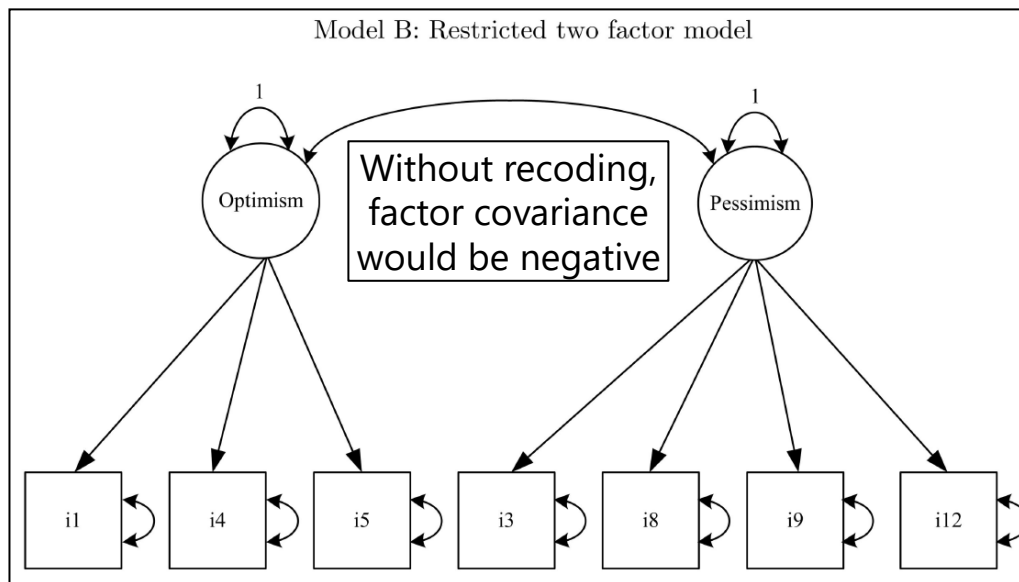 Model B: Restricted two factor model
1
1
Optimism
Without recoding,
factor covariance
would be negative
Pessimism
i1
i4
i5
i3
i8
i9
i12